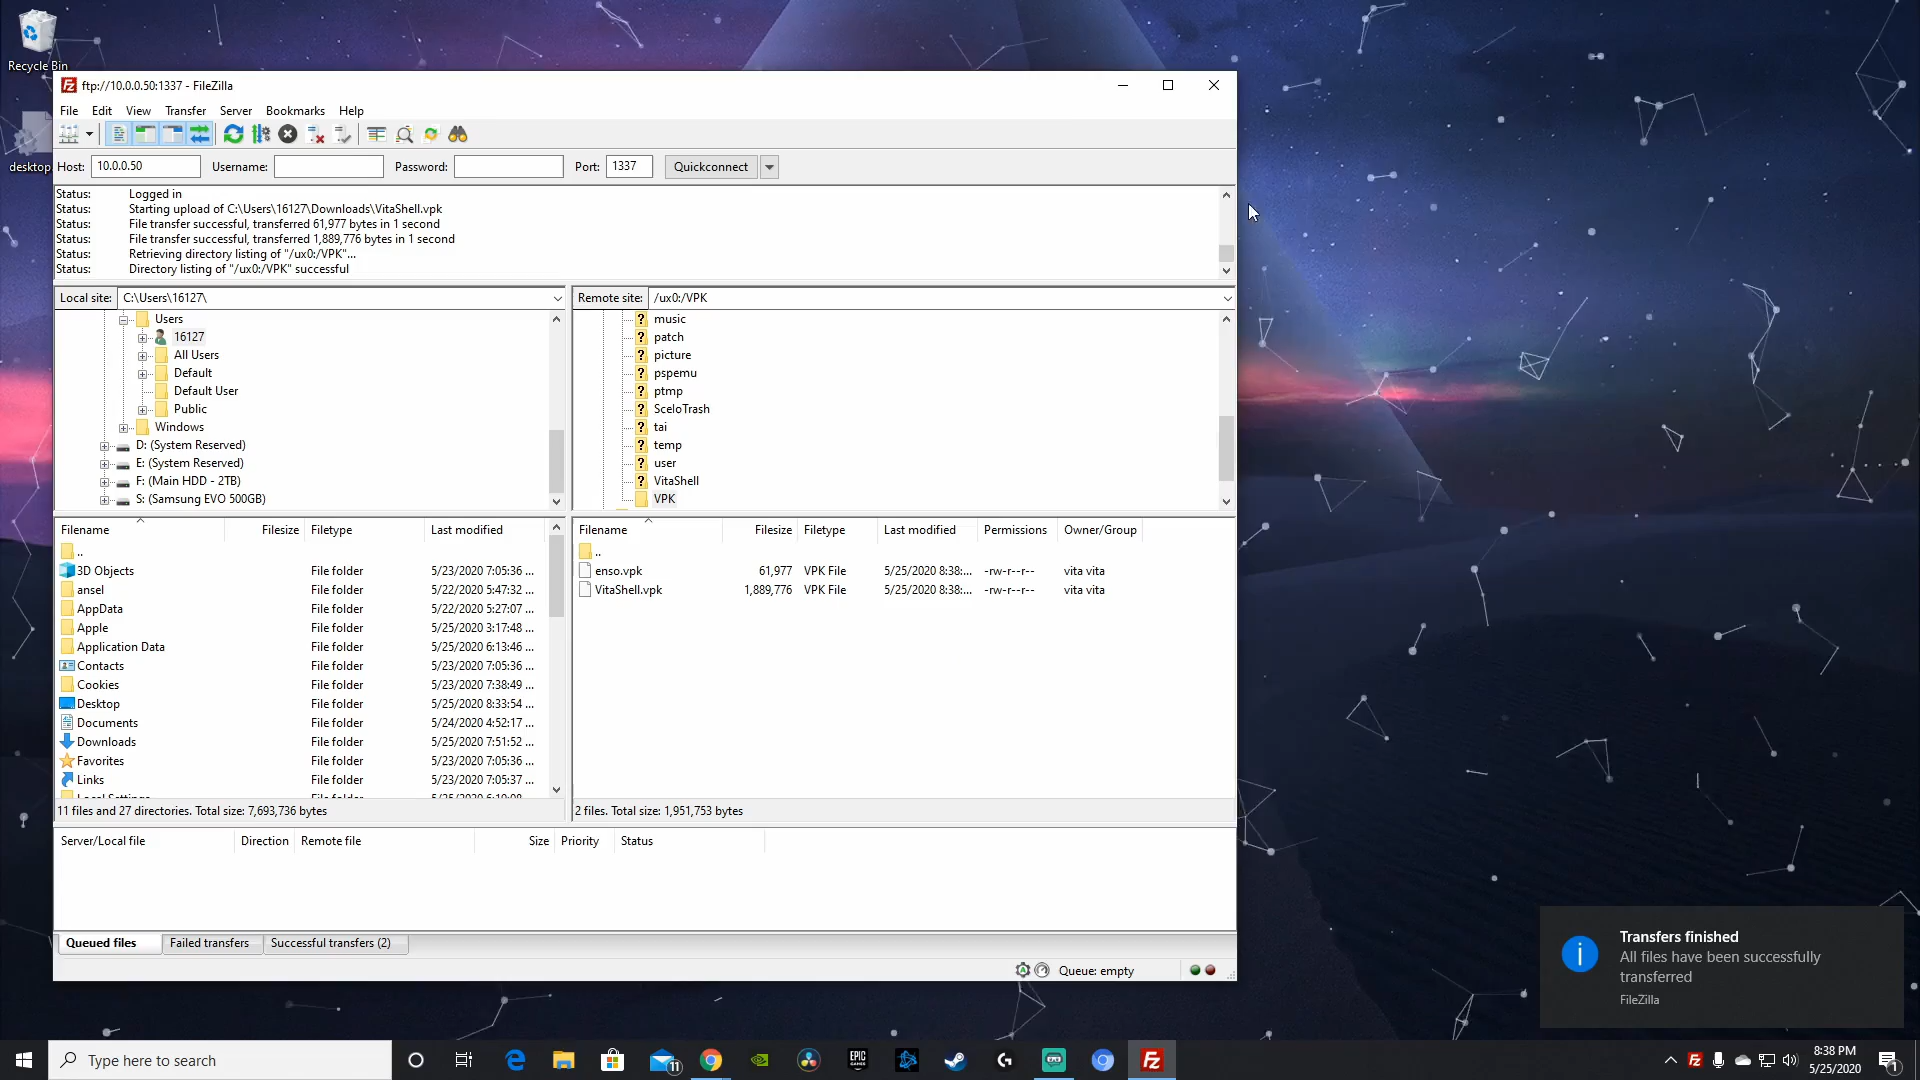 Recycle Bin
desktop.
ftp://10.0.0.50:1337 - FileZilla
File Edit View Transfer Server Bookmarks Help
Host: 10.0.0.50 Username: Password: Port: 1337 Quickconnect
Status: Logged in
Status: Starting upload of C:\Users\16127\Downloads\VitaShell.vpk
Status: File transfer successful, transferred 61,977 bytes in 1 second
Status: File transfer successful, transferred 1,889,776 bytes in 1 second
Status: Retrieving directory listing of "/ux0:/VPK"...
Status: Directory listing of "/ux0:/VPK" successful
Local site: C:\Users\16127\
Users
16127
All Users
Default
Default User
Public
Windows
D: (System Reserved)
E: (System Reserved)
F: (Main HDD - 2TB)
S: (Samsung EVO 500GB)
Remote site: /ux0:/VPK
music
patch
picture
pspemu
ptmp
SceIoTrash
tai
temp
user
VitaShell
VPK
Filename Filesize Filetype Last modified
..
3D Objects File folder 5/23/2020 7:05:36 ...
ansel File folder 5/22/2020 5:47:32 ...
AppData File folder 5/22/2020 5:27:07 ...
Apple File folder 5/25/2020 3:17:48 ...
Application Data File folder 5/25/2020 6:13:46 ...
Contacts File folder 5/23/2020 7:05:36 ...
Cookies File folder 5/23/2020 7:38:49 ...
Desktop File folder 5/25/2020 8:33:54 ...
Documents File folder 5/24/2020 4:52:17 ...
Downloads File folder 5/25/2020 7:51:52 ...
Favorites File folder 5/23/2020 7:05:36 ...
Links File folder 5/23/2020 7:05:37 ...
11 files and 27 directories. Total size: 7,693,736 bytes
Filename Filesize Filetype Last modified Permissions Owner/Group
..
enso.vpk 61,977 VPK File 5/25/2020 8:38:... -rw-r--r-- vita vita
VitaShell.vpk 1,889,776 VPK File 5/25/2020 8:38:... -rw-r--r-- vita vita
2 files. Total size: 1,951,753 bytes
Server/Local file Direction Remote file Size Priority Status
Queued files Failed transfers Successful transfers (2)
Queue: empty
Transfers finished
All files have been successfully
transferred
FileZilla
Type here to search
11
EPIC
GAMES
8:38 PM
5/25/2020
1